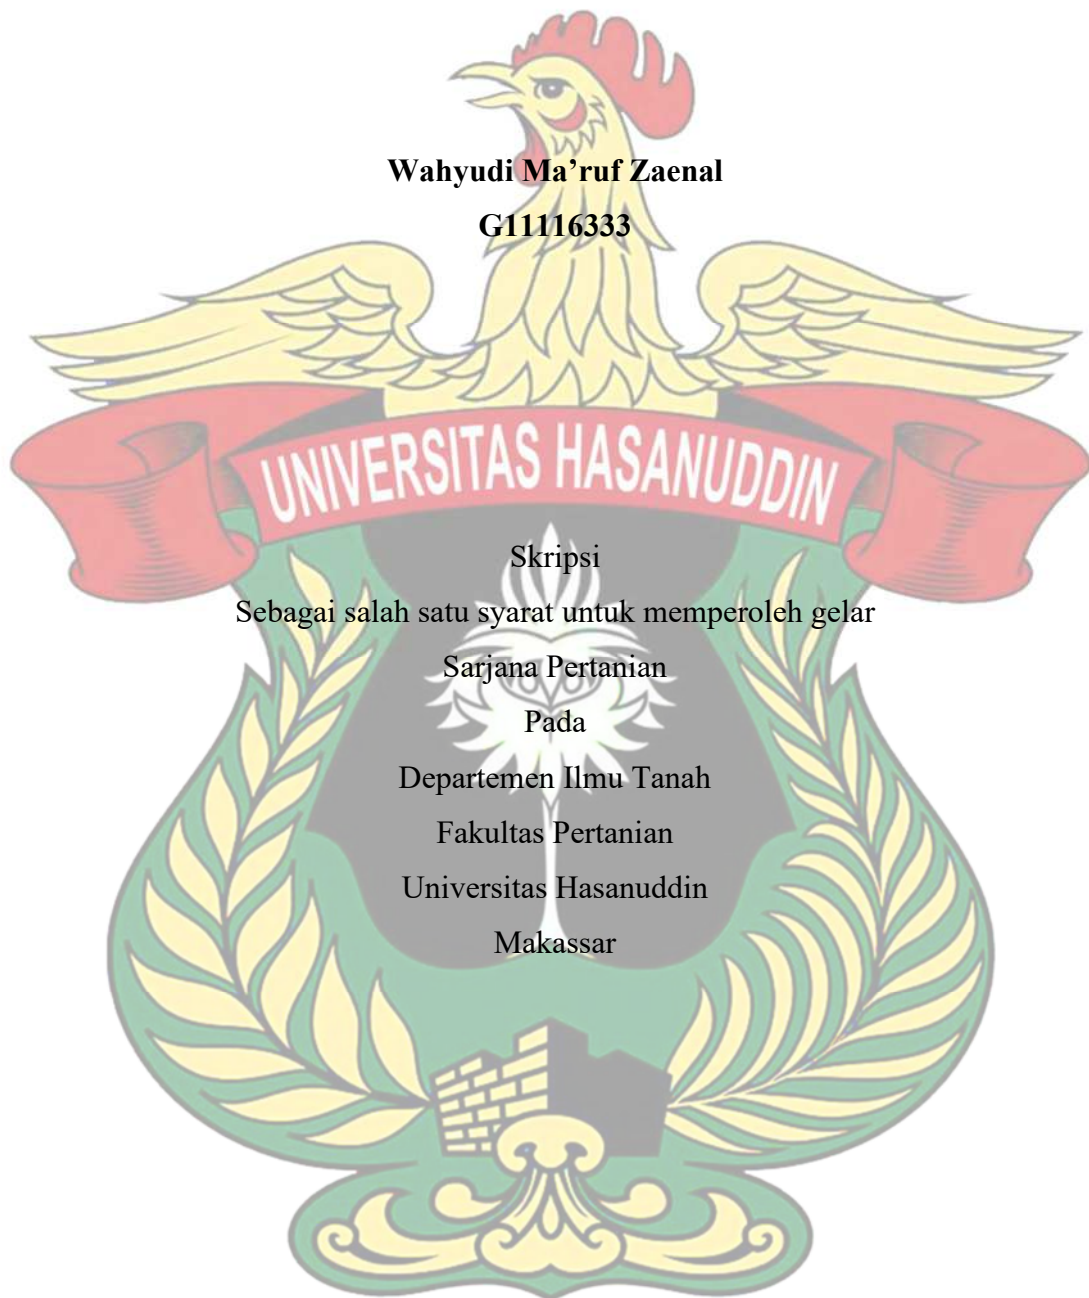 Wahyudi Ma’ruf Zaenal
G11116333
UNIVERSITAS HASANUDDIN
Skripsi
Sebagai salah satu syarat untuk memperoleh gelar
Sarjana Pertanian
Pada
Departemen Ilmu Tanah
Fakultas Pertanian
Universitas Hasanuddin
Makassar